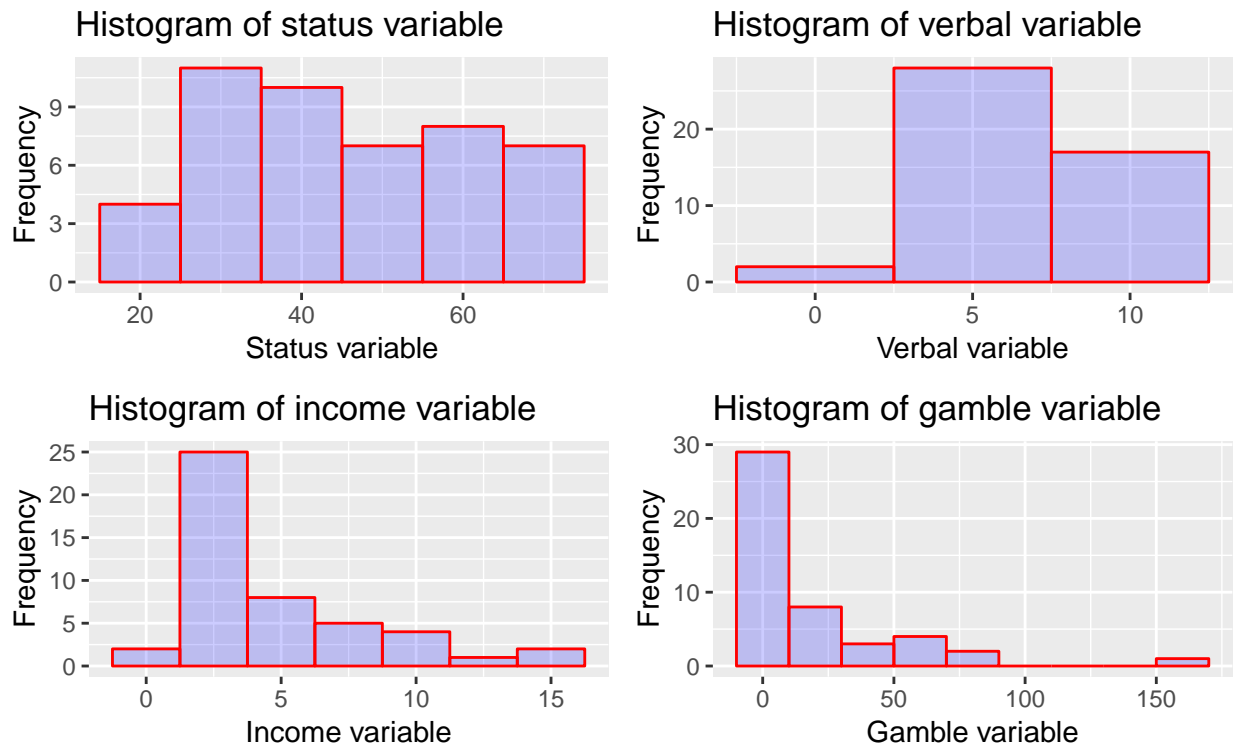 Histogram of status variable
Frequency
9
6
3
0
20 40 60
Status variable
Histogram of verbal variable
Frequency
20
10
0
0 5 10
Verbal variable
Histogram of income variable
Frequency
25
20
15
10
5
0
0 5 10 15
Income variable
Histogram of gamble variable
Frequency
30
20
10
0
0 50 100 150
Gamble variable